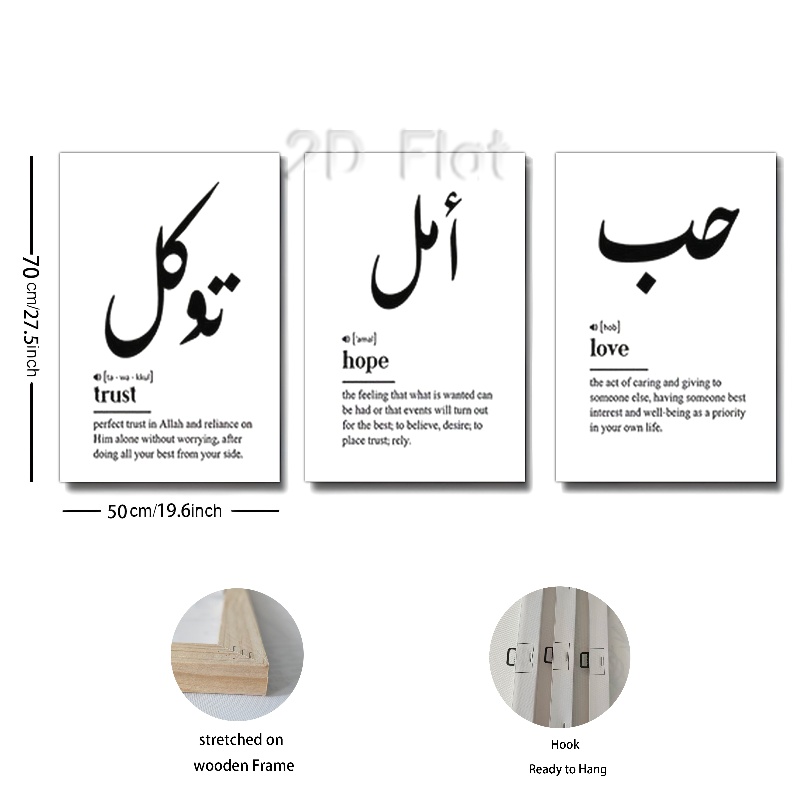 2D Flat
توكل
[ta - wa - kkul]
trust
perfect trust in Allah and reliance on
Him alone without worrying, after
doing all your best from your side.
أمل
['amal]
hope
the feeling that what is wanted can
be had or that events will turn out
for the best; to believe, desire; to
place trust; rely.
حب
[hob]
love
the act of caring and giving to
someone else, having someone best
interest and well-being as a priority
in your own life.
70 cm/27.5inch
50cm/19.6inch
stretched on
wooden Frame
Hook
Ready to Hang